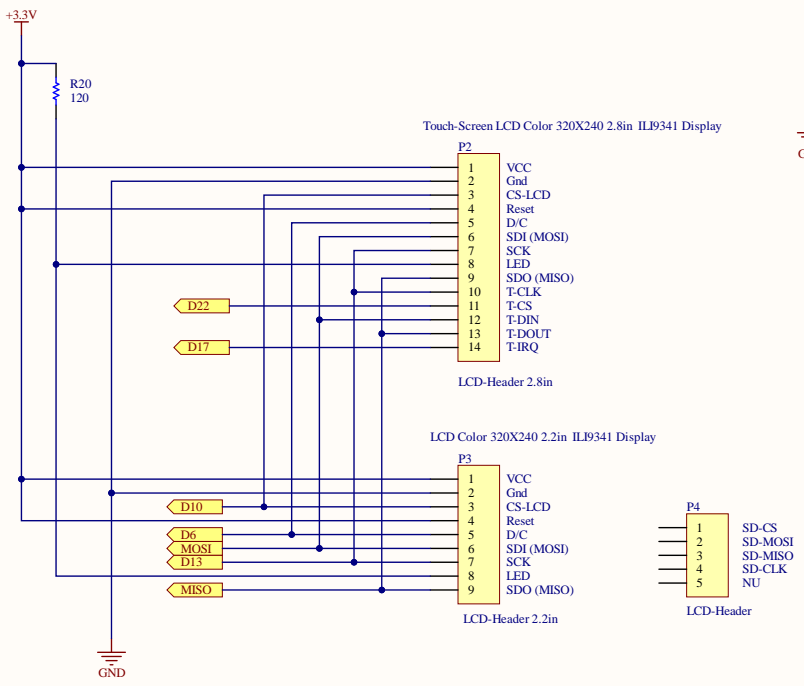 +3.3V
R20
120
Touch-Screen LCD Color 320X240 2.8in ILI9341 Display
P2
1 VCC
2 Gnd
3 CS-LCD
4 Reset
5 D/C
6 SDI (MOSI)
7 SCK
8 LED
9 SDO (MISO)
10 T-CLK
D22 11 T-CS
12 T-DIN
13 T-DOUT
D17 14 T-IRQ
LCD-Header 2.8in
LCD Color 320X240 2.2in ILI9341 Display
P3
1 VCC
2 Gnd
D10 3 CS-LCD
4 Reset
D6 5 D/C
MOSI 6 SDI (MOSI)
D13 7 SCK
8 LED
MISO 9 SDO (MISO)
LCD-Header 2.2in
P4
1 SD-CS
2 SD-MOSI
3 SD-MISO
4 SD-CLK
5 NU
LCD-Header
GND